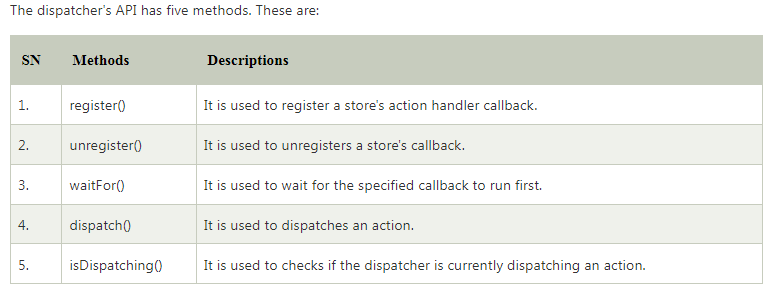 The dispatcher's API has five methods. These are:
SN Methods Descriptions
1. register() It is used to register a store's action handler callback.
2. unregister() It is used to unregisters a store's callback.
3. waitFor() It is used to wait for the specified callback to run first.
4. dispatch() It is used to dispatches an action.
5. isDispatching() It is used to checks if the dispatcher is currently dispatching an action.